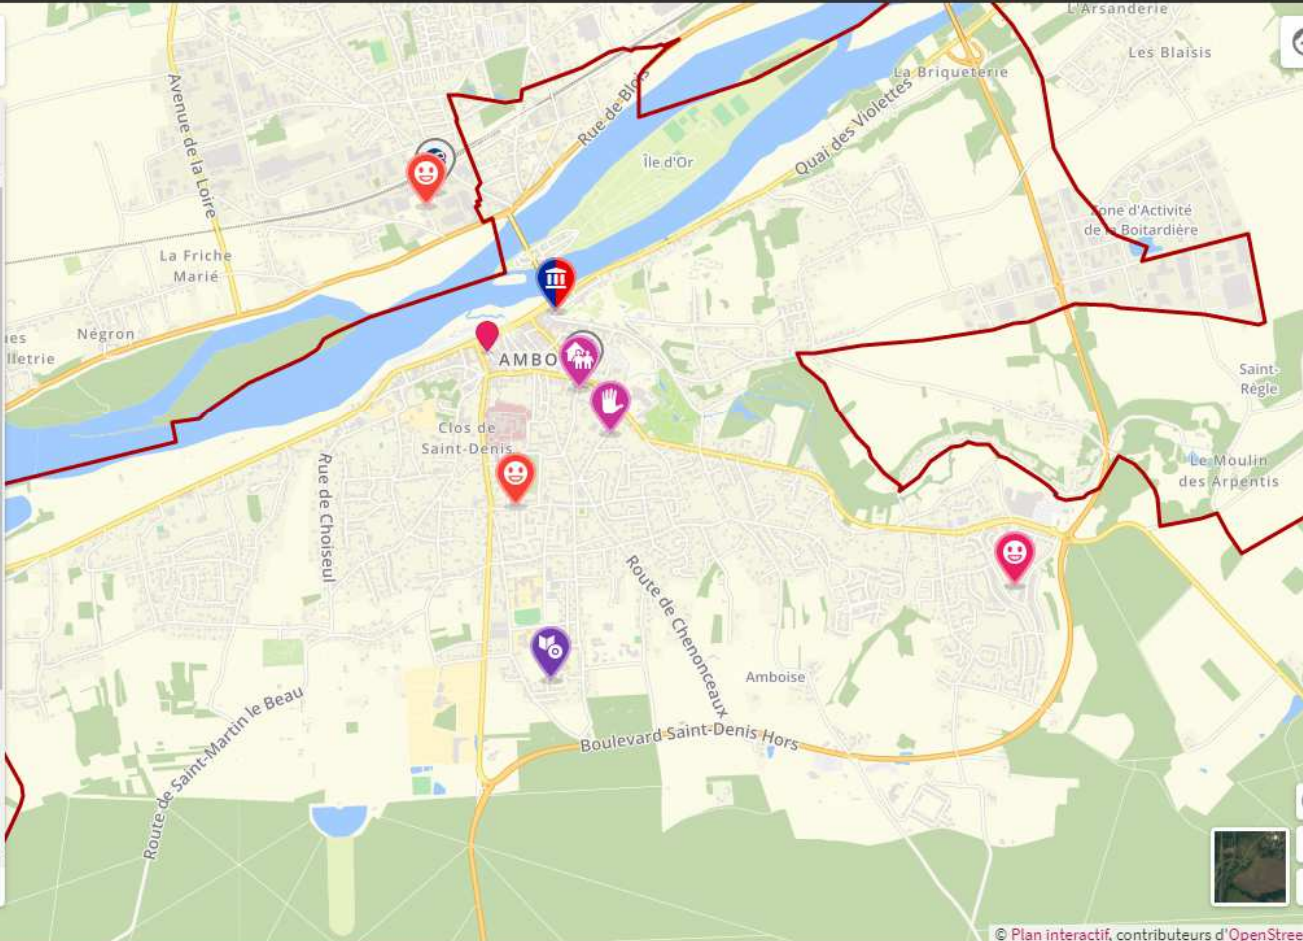 L'Arsanderie
Les Blaisis
La Briqueterie
Avenue de la Loire
Rue de Blois
Quai des Violettes
Île d'Or
Zone d'Activité
de la Boitardière
La Friche
Marié
Négron
lletrie
AMBO
Saint-
Règle
Clos de
Saint-Denis
Rue de Choiseul
Le Moulin
des Arpentis
Route de Chenonceaux
Amboise
Route de Saint-Martin le Beau
Boulevard Saint-Denis Hors
© Plan interactif, contributeurs d'OpenStree